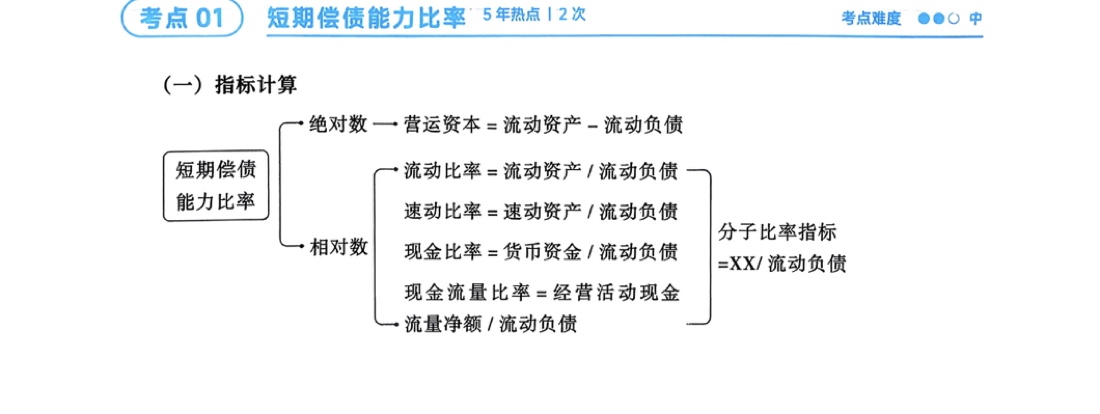 考点 01 短期偿债能力比率 5年热点 | 2次 考点难度 中
（一）指标计算
短期偿债
能力比率
绝对数
营运资本 = 流动资产 - 流动负债
相对数
流动比率 = 流动资产 / 流动负债
速动比率 = 速动资产 / 流动负债
现金比率 = 货币资金 / 流动负债
现金流量比率 = 经营活动现金
流量净额 / 流动负债
分子比率指标
=XX/ 流动负债